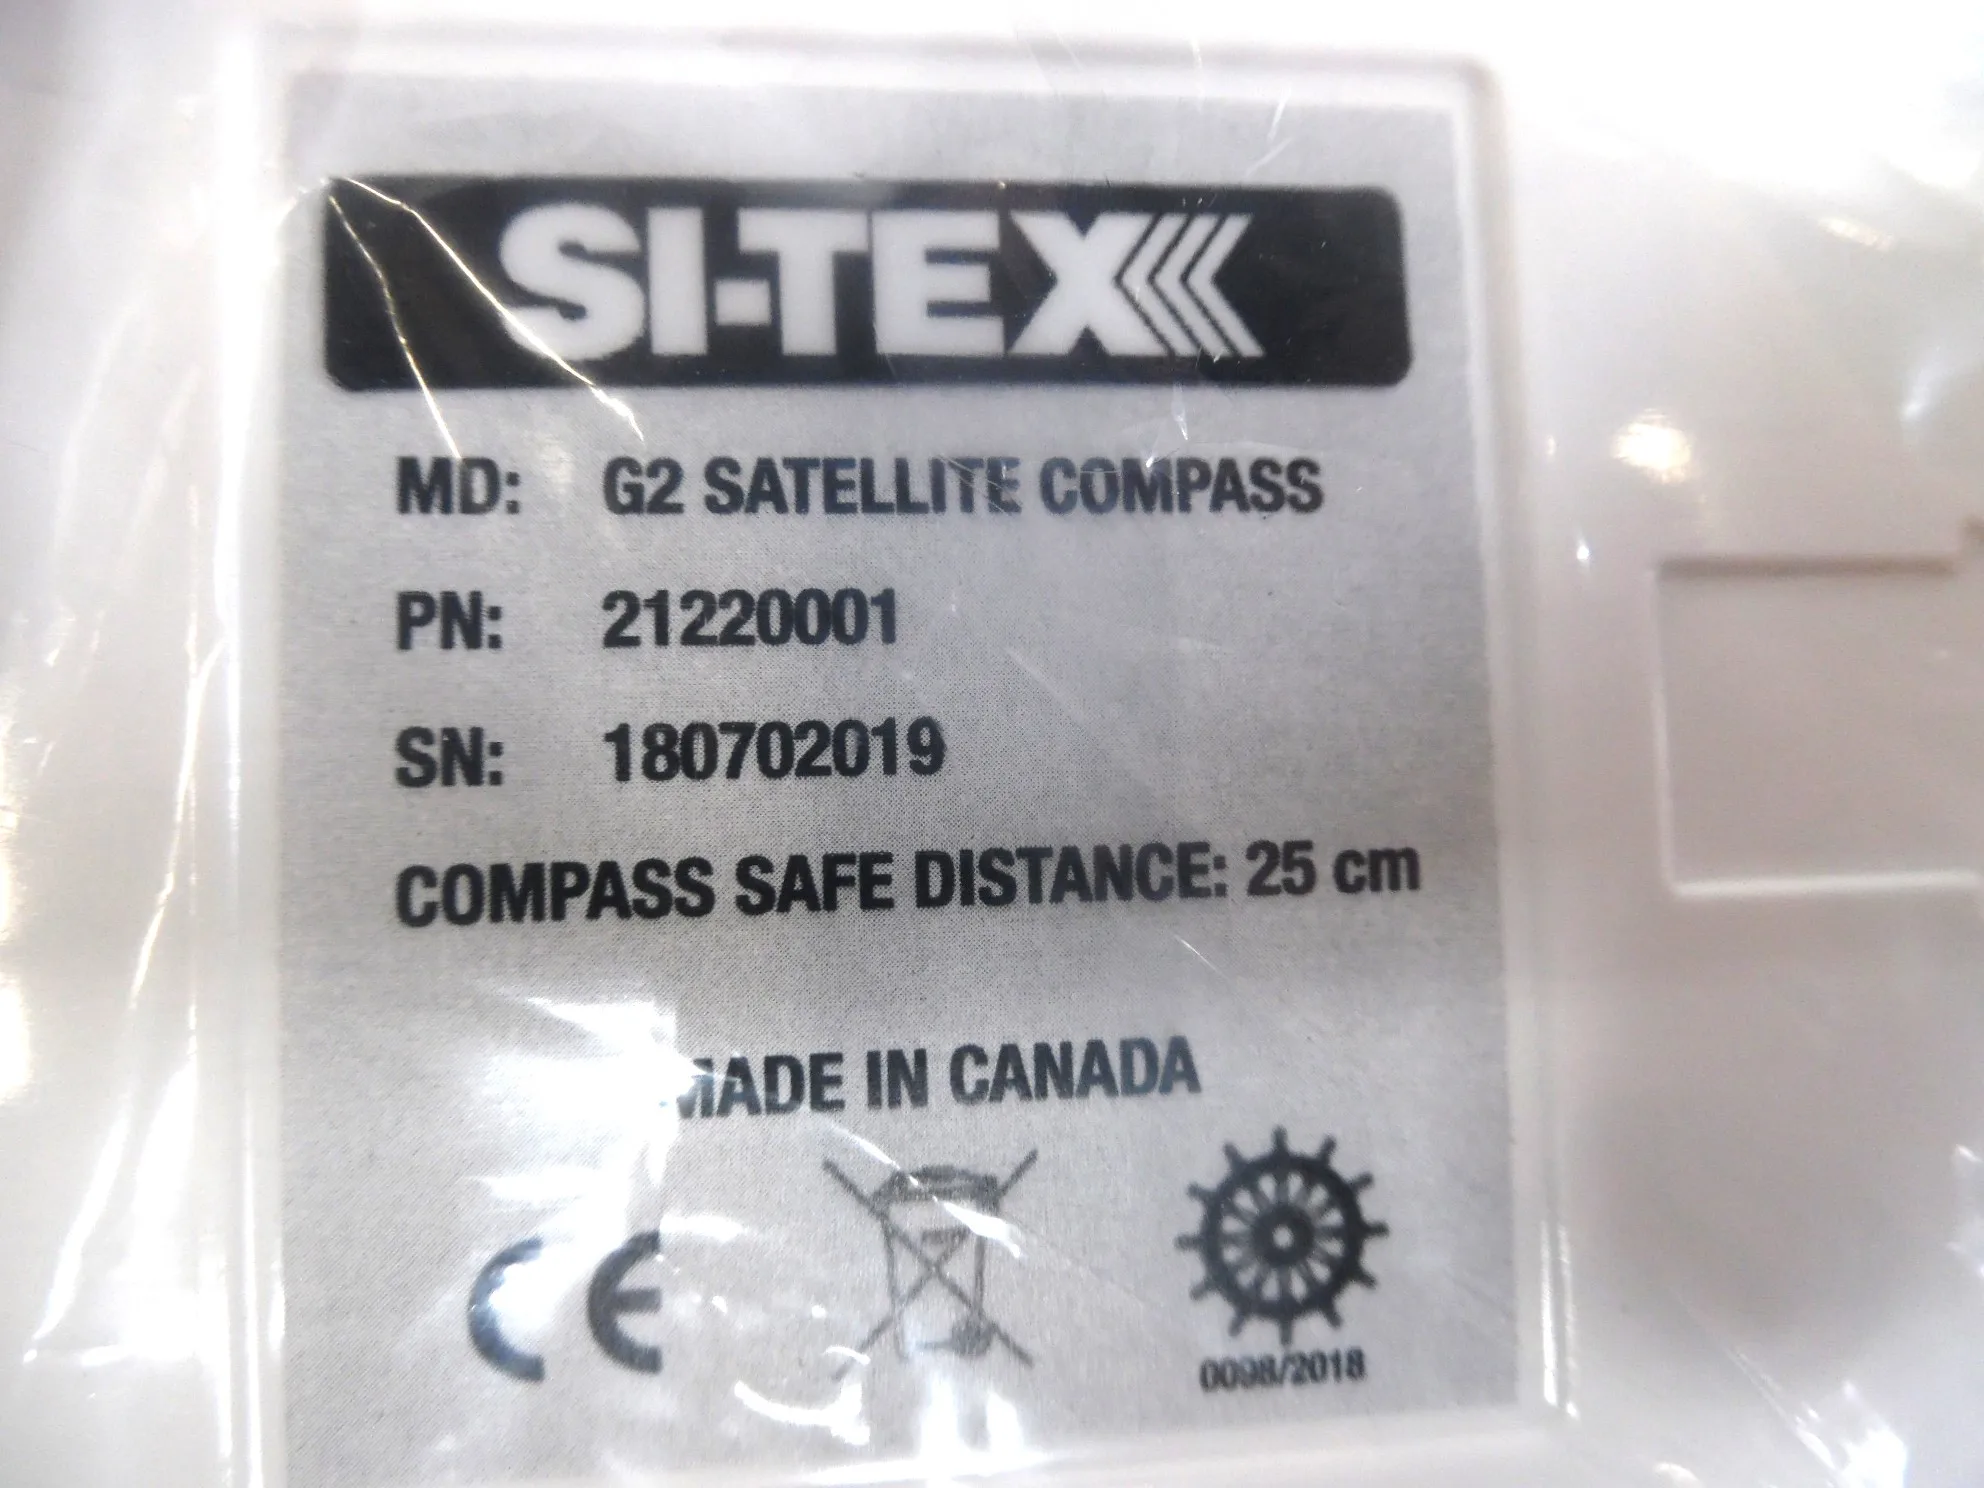 SI-TEX
MD: G2 SATELLITE COMPASS
PN: 21220001
SN: 180702019
COMPASS SAFE DISTANCE: 25 cm
MADE IN CANADA
CE
0098/2018